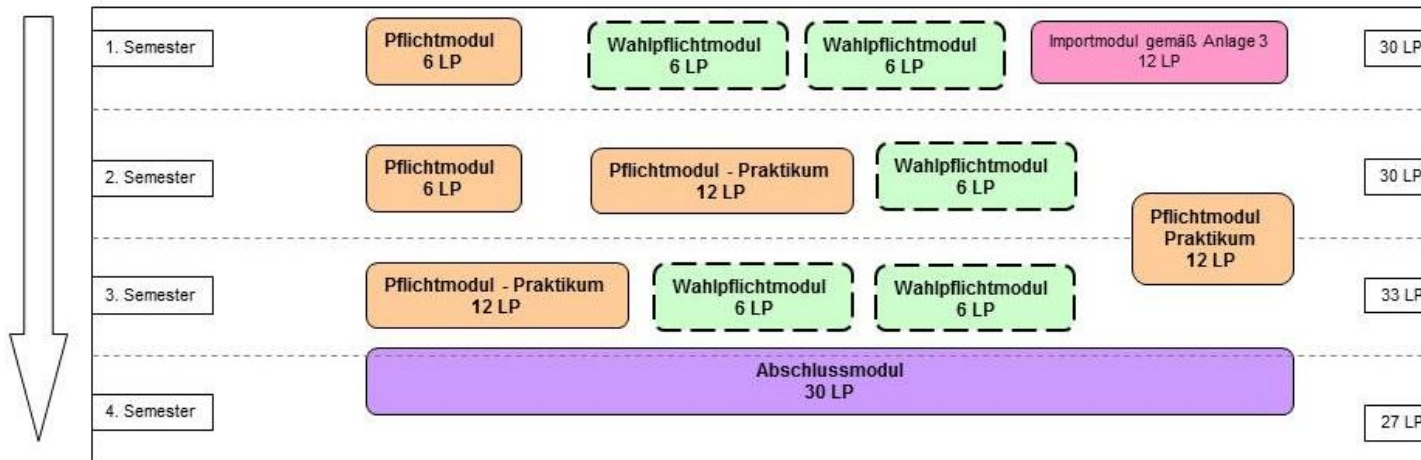 1. Semester
Pflichtmodul
6 LP
Wahlpflichtmodul
6 LP
Wahlpflichtmodul
6 LP
Importmodul gemäß Anlage 3
12 LP
30 LP
2. Semester
Pflichtmodul
6 LP
Pflichtmodul - Praktikum
12 LP
Wahlpflichtmodul
6 LP
30 LP
Pflichtmodul
Praktikum
12 LP
3. Semester
Pflichtmodul - Praktikum
12 LP
Wahlpflichtmodul
6 LP
Wahlpflichtmodul
6 LP
33 LP
Abschlussmodul
30 LP
4. Semester
27 LP